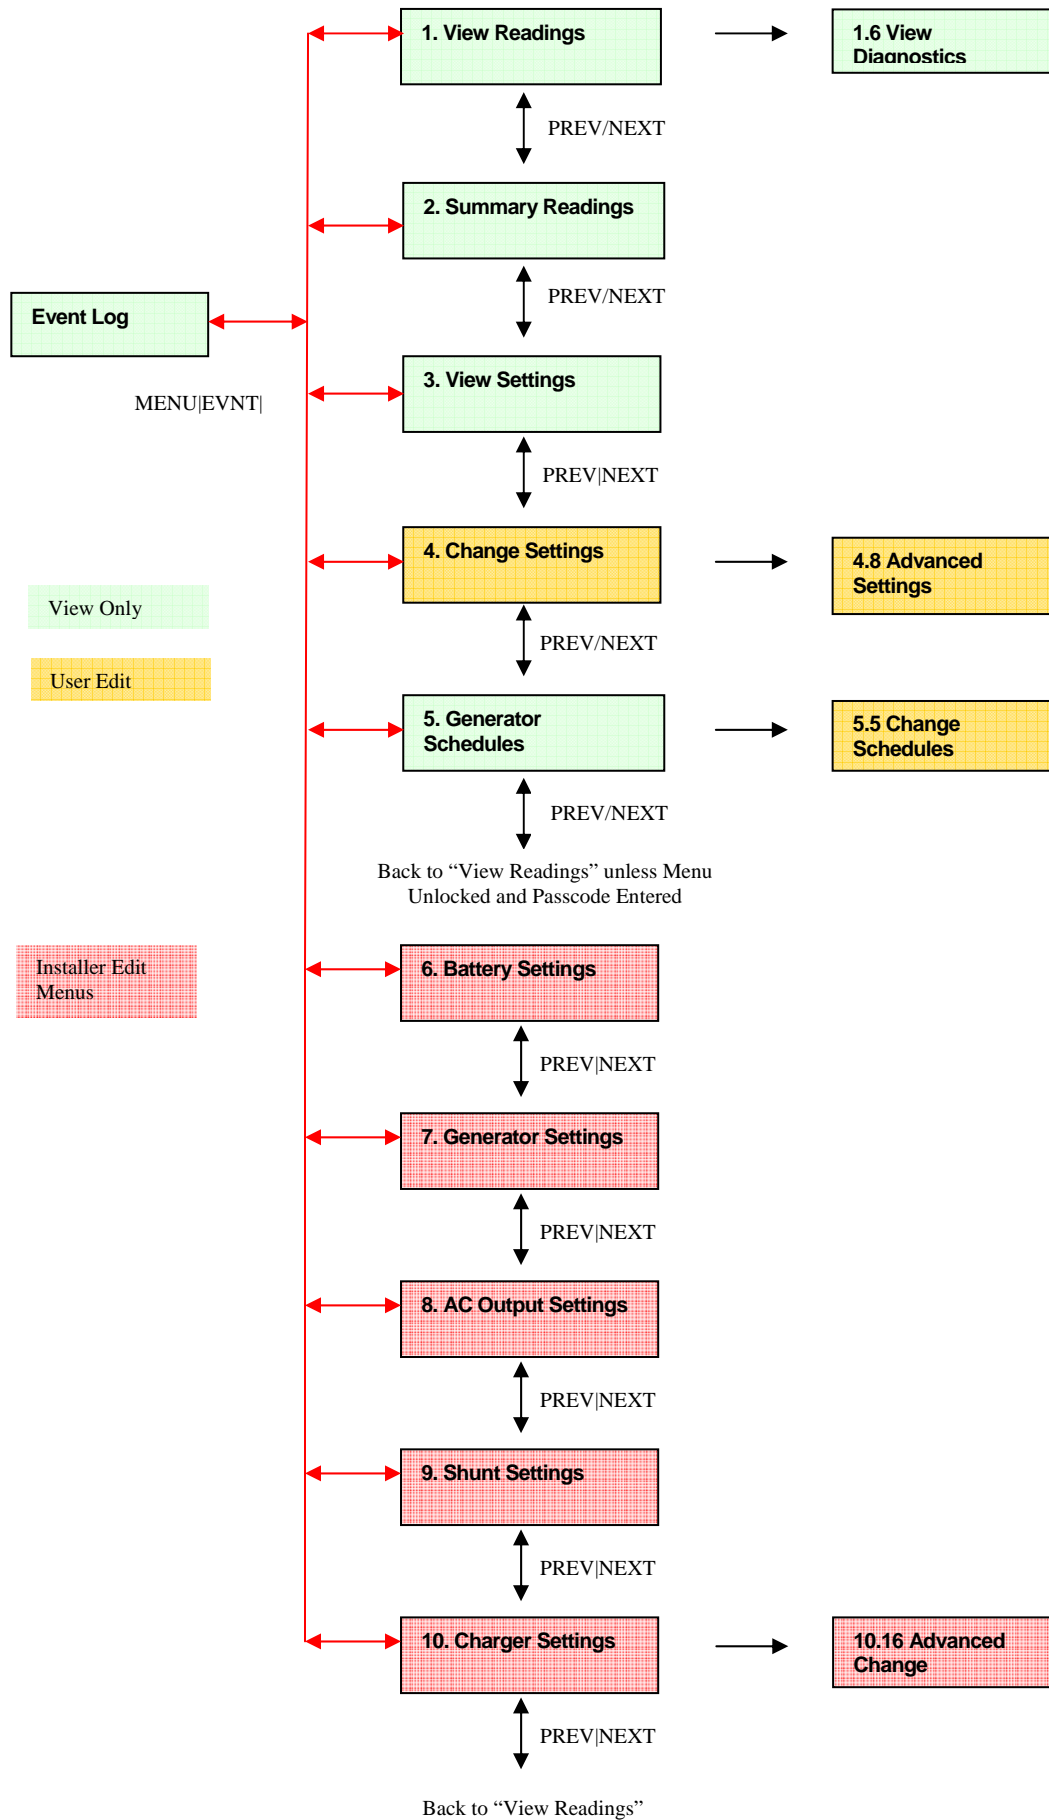 1. View Readings
1.6 View
Diagnostics
PREV/NEXT
2. Summary Readings
PREV/NEXT
Event Log
MENU|EVNT|
3. View Settings
PREV|NEXT
4. Change Settings
4.8 Advanced
Settings
View Only
PREV/NEXT
User Edit
5. Generator
Schedules
5.5 Change
Schedules
PREV/NEXT
Back to “View Readings” unless Menu
Unlocked and Passcode Entered
Installer Edit
Menus
6. Battery Settings
PREV|NEXT
7. Generator Settings
PREV|NEXT
8. AC Output Settings
PREV|NEXT
9. Shunt Settings
PREV|NEXT
10. Charger Settings
10.16 Advanced
Change
PREV|NEXT
Back to “View Readings”